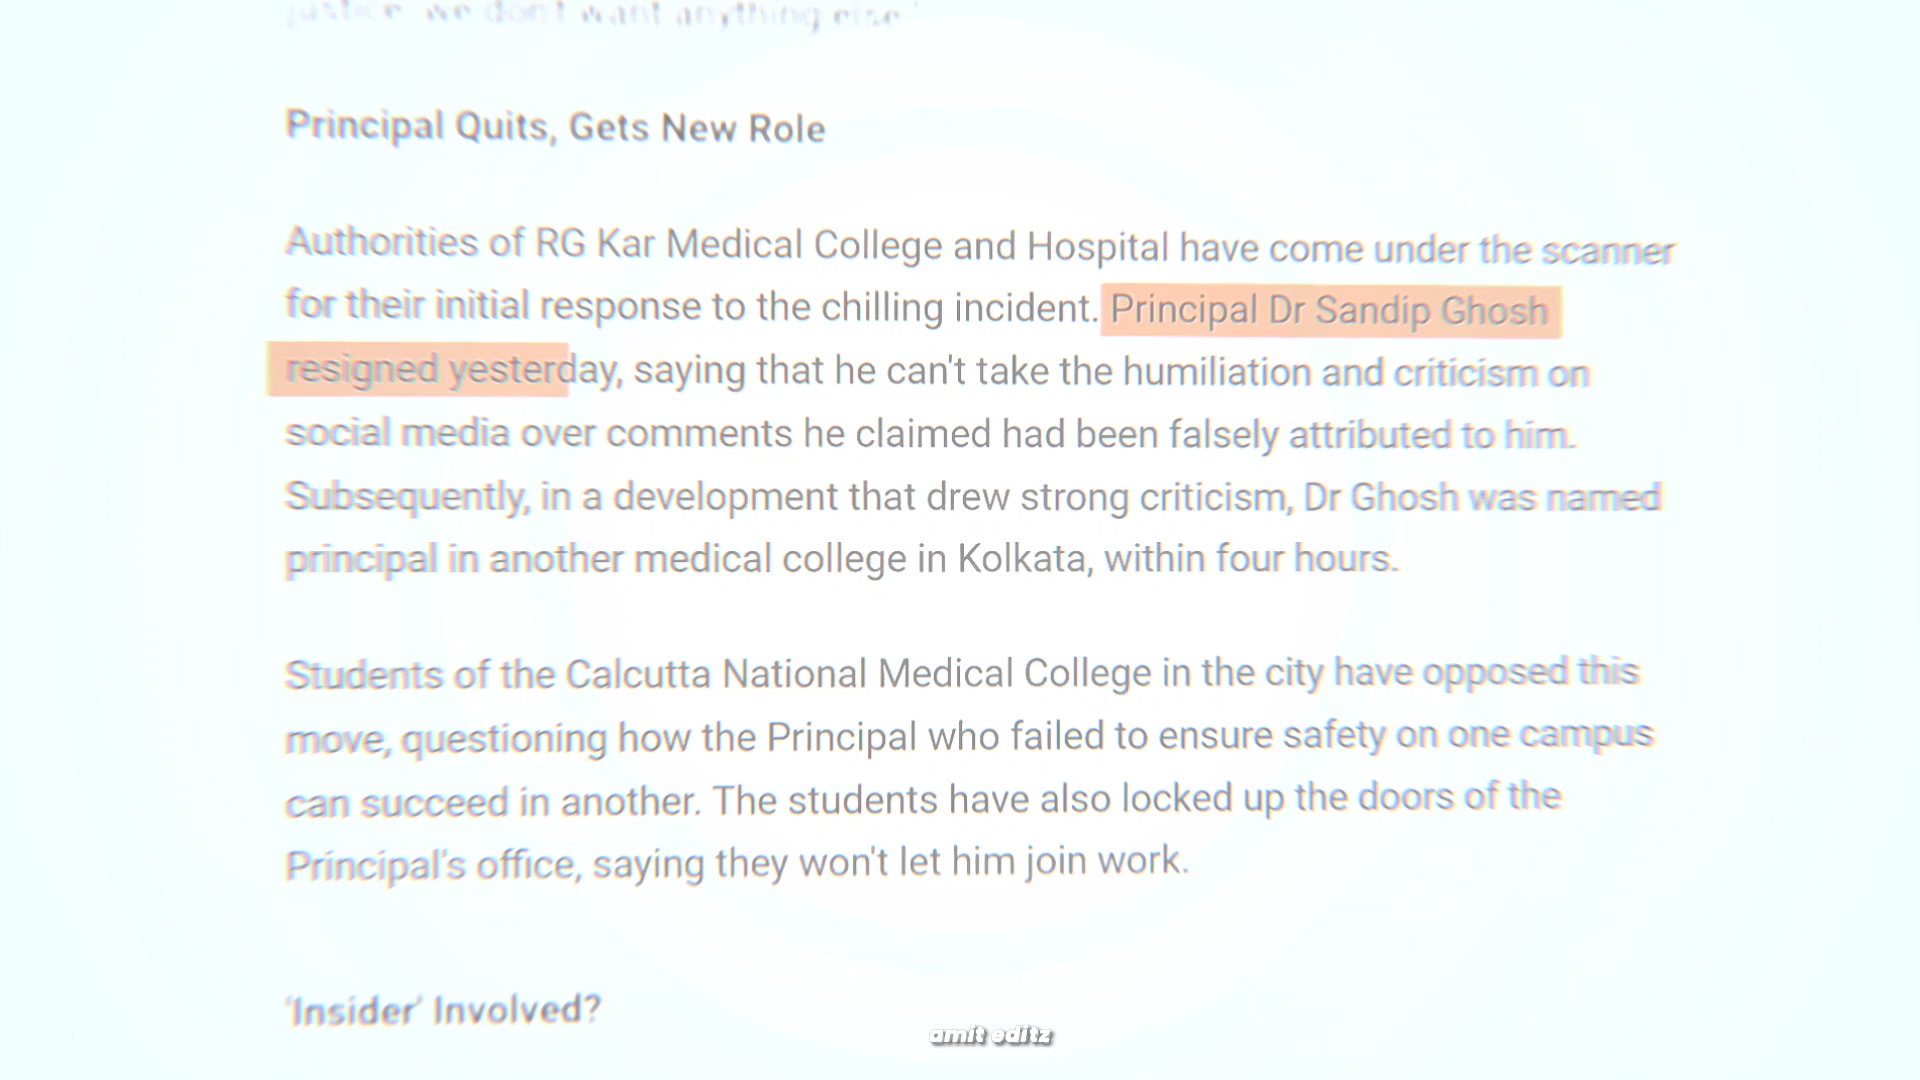 justice we don't want anything else.'
Principal Quits, Gets New Role
Authorities of RG Kar Medical College and Hospital have come under the scanner
for their initial response to the chilling incident. Principal Dr Sandip Ghosh
resigned yesterday, saying that he can't take the humiliation and criticism on
social media over comments he claimed had been falsely attributed to him.
Subsequently, in a development that drew strong criticism, Dr Ghosh was named
principal in another medical college in Kolkata, within four hours.
Students of the Calcutta National Medical College in the city have opposed this
move, questioning how the Principal who failed to ensure safety on one campus
can succeed in another. The students have also locked up the doors of the
Principal's office, saying they won't let him join work.
'Insider' Involved?
amit editz